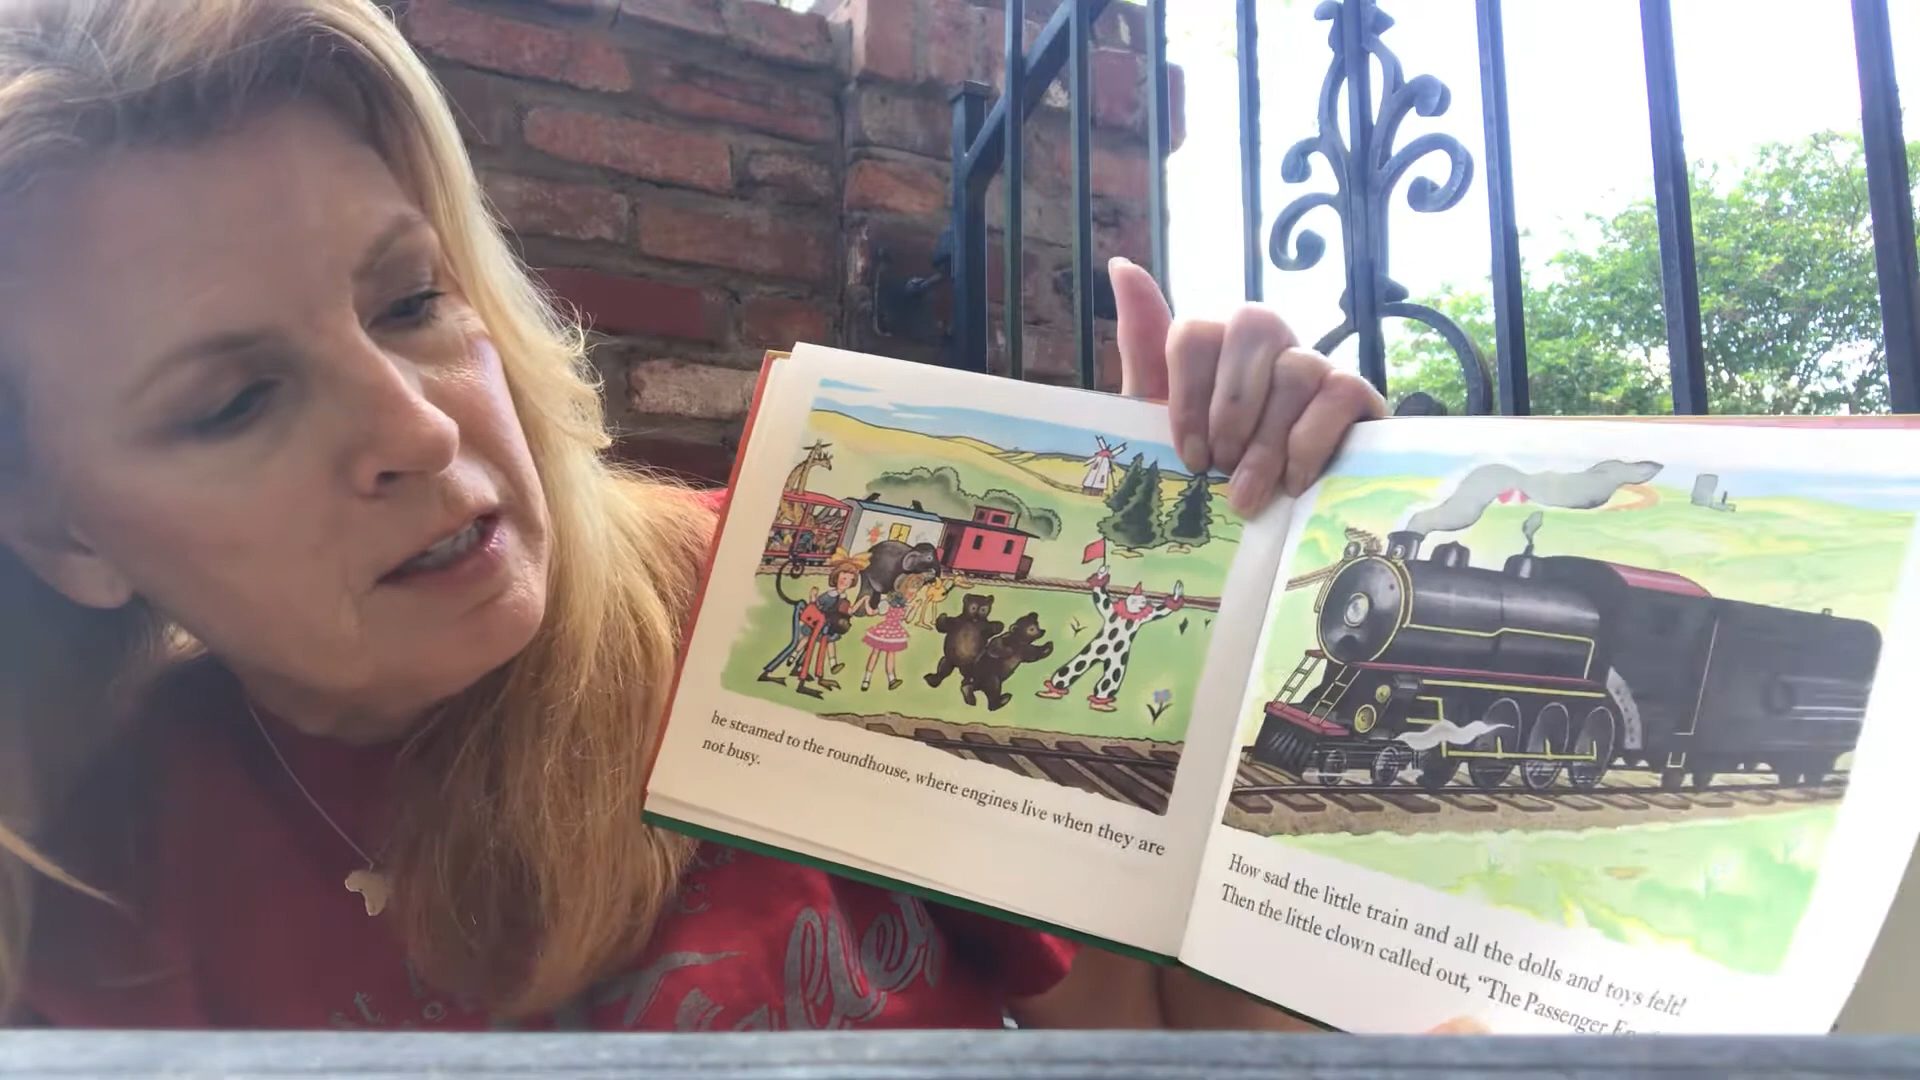 he steamed to the roundhouse, where engines live when they are
not busy.
How sad the little train and all the dolls and toys felt!
Then the little clown called out, “The Passenger